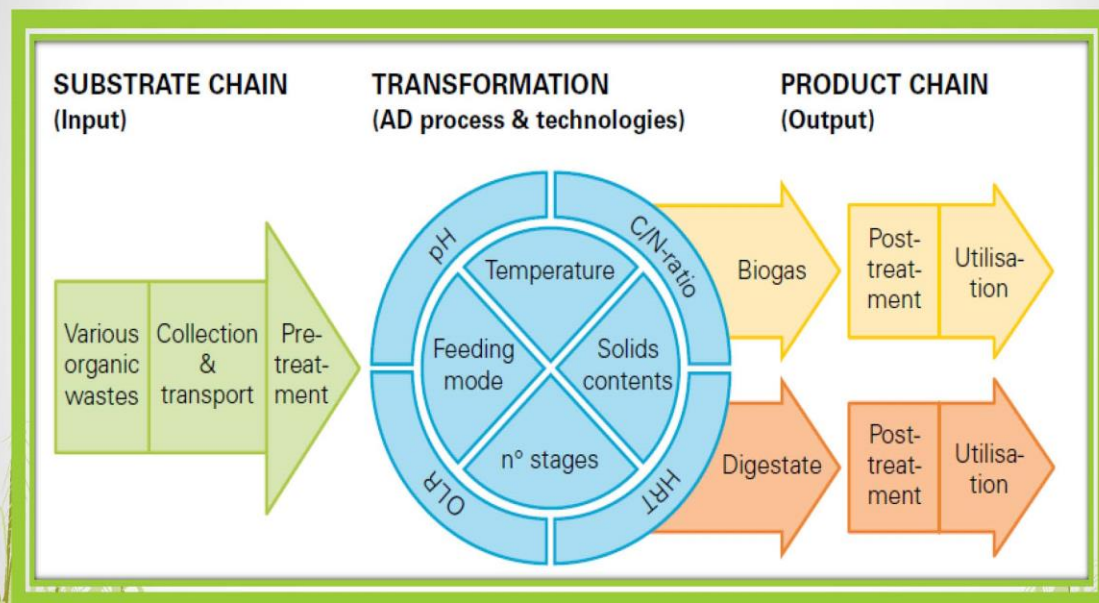 SUBSTRATE CHAIN
(Input)
TRANSFORMATION
(AD process & technologies)
PRODUCT CHAIN
(Output)
Various
organic
wastes
Collection
&
transport
Pre-
treat-
ment
pH
C/N-ratio
OLR
HRT
Temperature
Feeding
mode
Solids
contents
n° stages
Biogas
Post-
treat-
ment
Utilisa-
tion
Digestate
Post-
treat-
ment
Utilisa-
tion